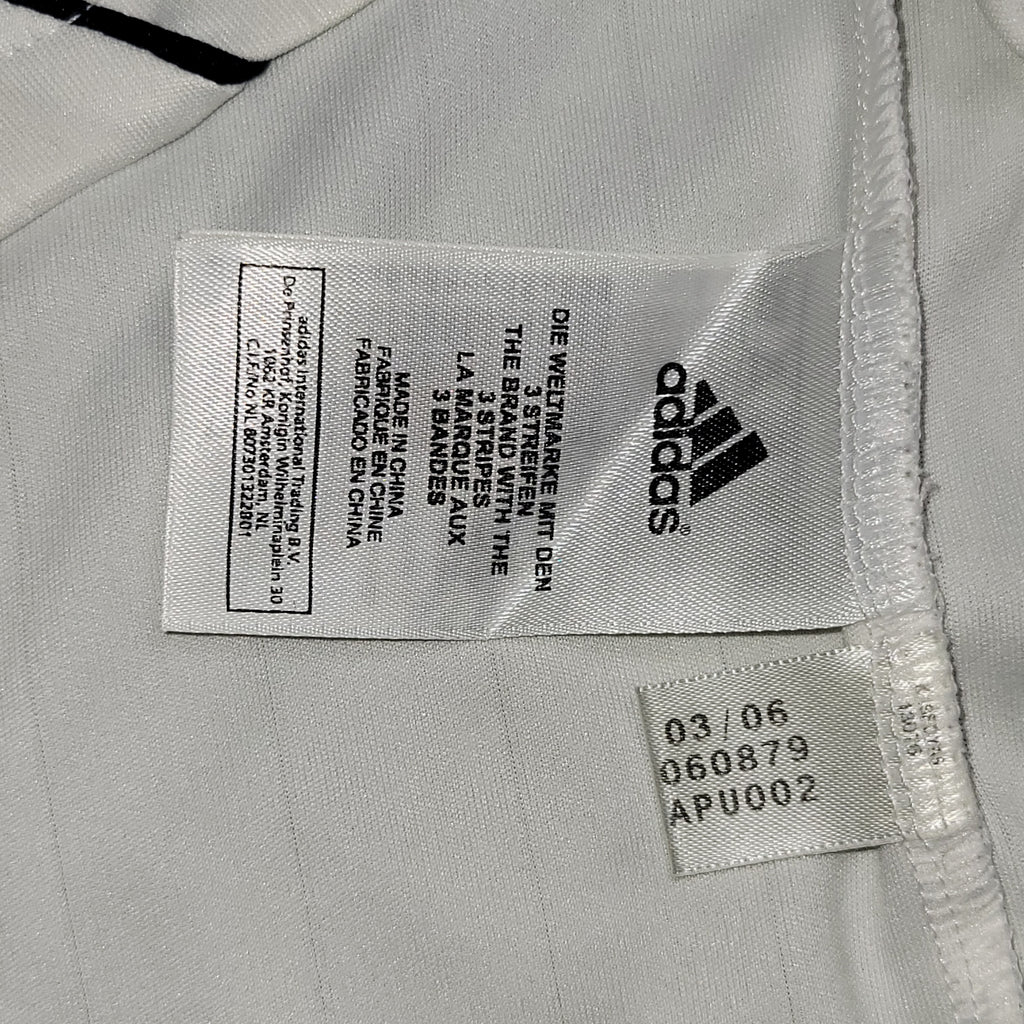 adidas®
DIE WELTMARKE MIT DEN
3 STREIFEN
THE BRAND WITH THE
3 STRIPES
LA MARQUE AUX
3 BANDES
MADE IN CHINA
FABRIQUE EN CHINE
FABRICADO EN CHINA
adidas International Trading B.V.
De Prinsenhof, Konigin Wilhelminaplein 30
1062 KR Amsterdam, NL
C.I.F./No NL 807301322B01
03/06
060879
APU002